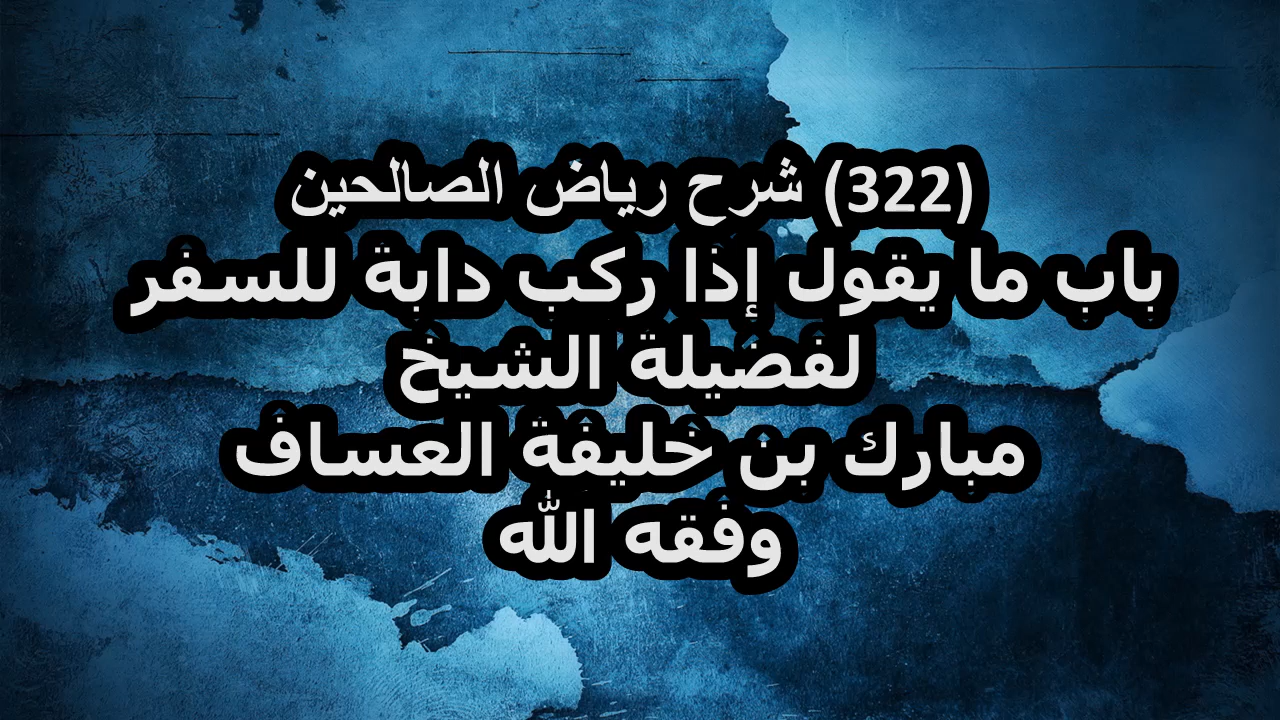 (322) شرح رياض الصالحين
باب ما يقول إذا ركب دابة للسفر
لفضيلة الشيخ
مبارك بن خليفة العساف
وفقه الله